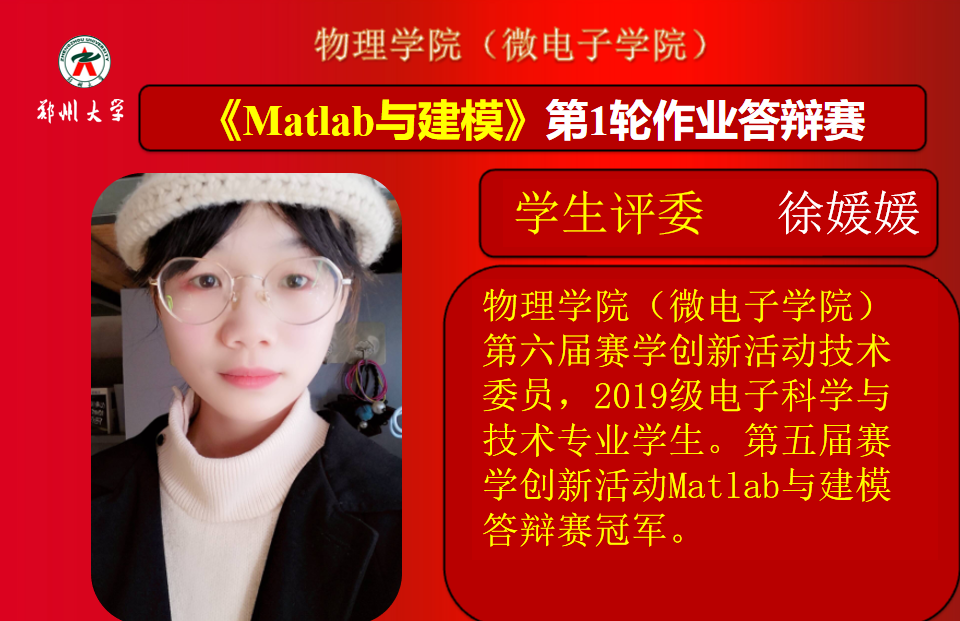 物理学院（微电子学院）
ZHENGZHOU UNIVERSITY
郑州大学
《Matlab与建模》第1轮作业答辩赛
学生评委 徐媛媛
物理学院（微电子学院）
第六届赛学创新活动技术
委员，2019级电子科学与
技术专业学生。第五届赛
学创新活动Matlab与建模
答辩赛冠军。